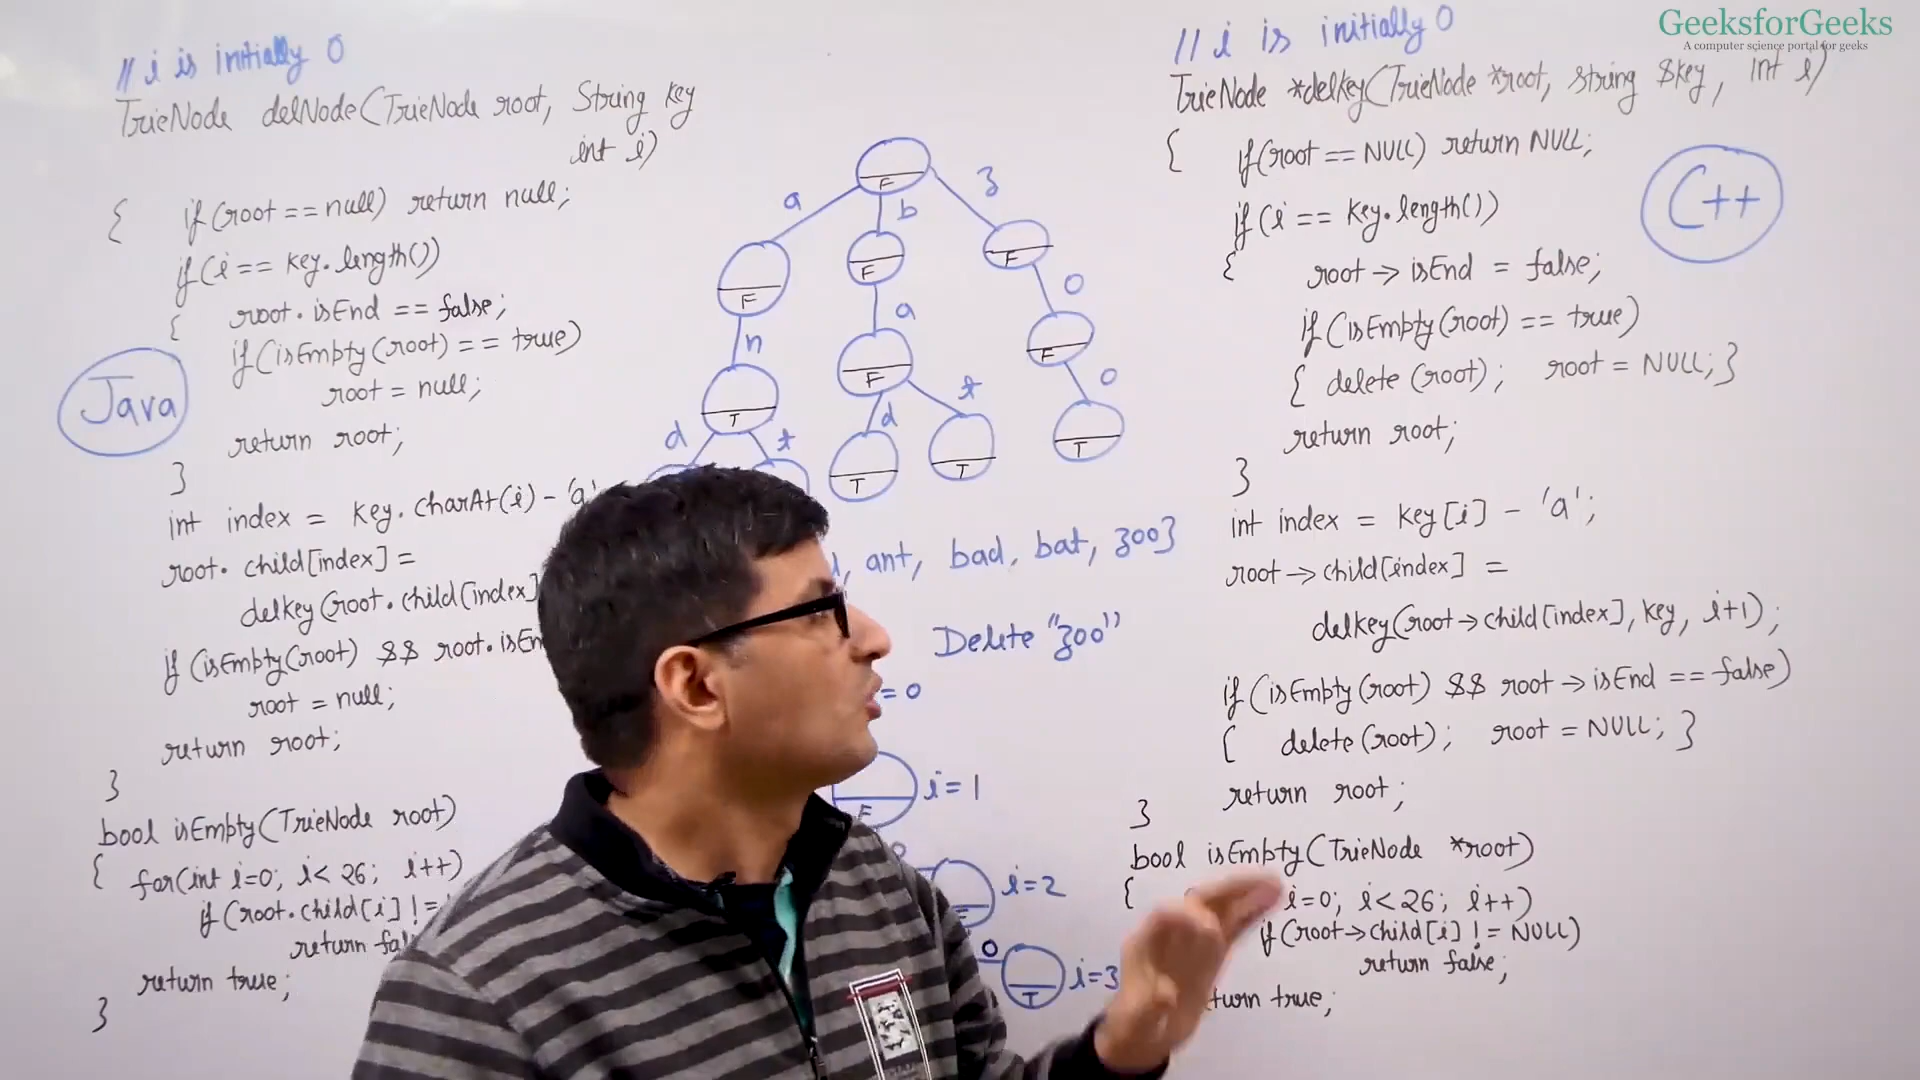 GeeksforGeeks
A computer science portal for geeks
// i is initially 0
TrieNode delNode(TrieNode root, String key
int i)
{ if(root == null) return null;
if(i == key.length())
{ root.isEnd == false;
if(isEmpty(root) == true)
root = null;
return root;
}
int index = key.charAt(i) - 'a'
root.child[index] =
delkey(root.child[index]
if(isEmpty(root) && root.isEn
root = null;
return root;
}
bool isEmpty(TrieNode root)
{ for(int i=0; i<26; i++)
if(root.child[i] !=
return fal
return true;
}
Java
F
a b z
F F F
n a o
T F F
d t d t o
T T T
, ant, bad, bat, zoo}
Delete "zoo"
= 0
F i=1
i=2
o T i=3
// i is initially 0
TrieNode *delkey(TrieNode *root, string &key, int i)
{ if(root == NULL) return NULL;
if(i == key.length())
{ root->isEnd = false;
if(isEmpty(root) == true)
{ delete(root); root = NULL; }
return root;
}
int index = key[i] - 'a';
root->child[index] =
delkey(root->child[index], key, i+1);
if(isEmpty(root) && root->isEnd == false)
{ delete(root); root = NULL; }
return root;
}
bool isEmpty(TrieNode *root)
{ i=0; i<26; i++)
if(root->child[i] != NULL)
return false;
turn true;
C++